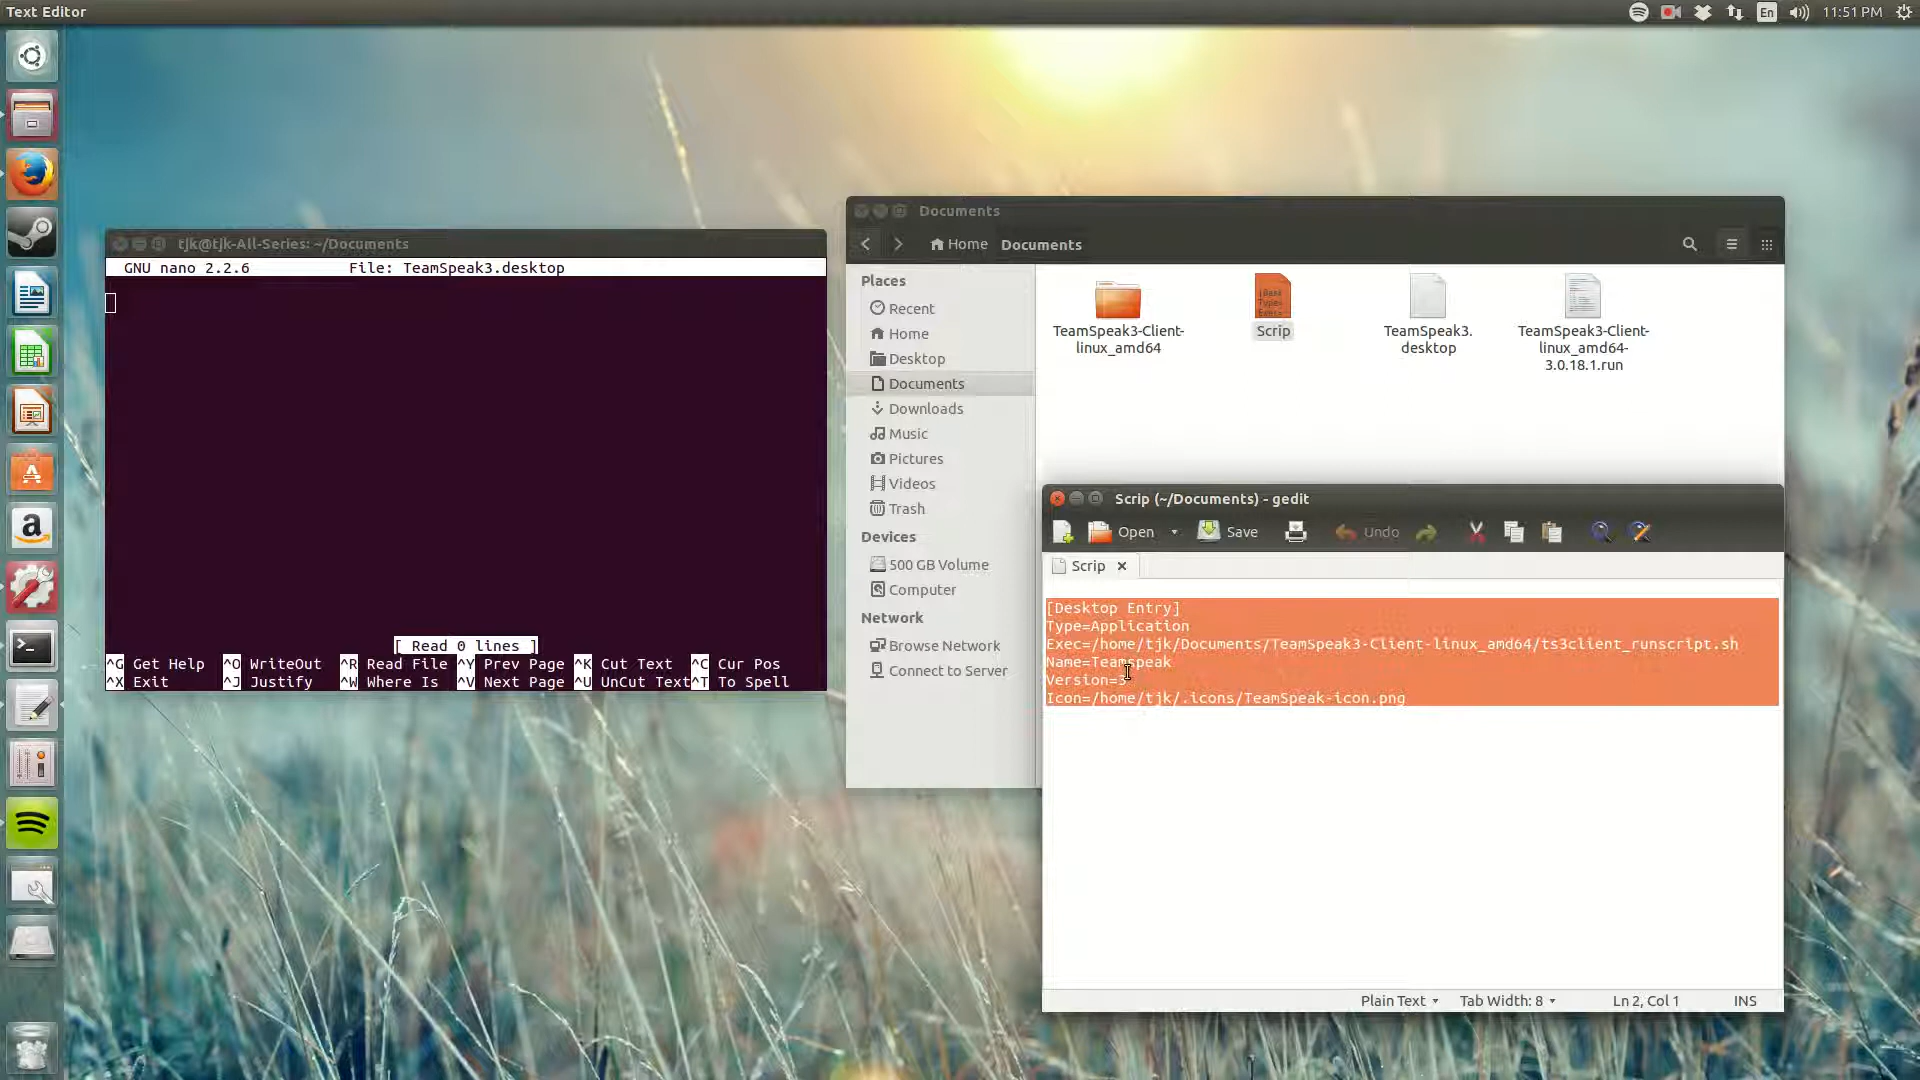 Text Editor
En
11:51 PM
tjk@tjk-All-Series: ~/Documents
GNU nano 2.2.6 File: TeamSpeak3.desktop
[ Read 0 lines ]
^G Get Help ^O WriteOut ^R Read File ^Y Prev Page ^K Cut Text ^C Cur Pos
^X Exit ^J Justify ^W Where Is ^V Next Page ^U UnCut Text ^T To Spell
Documents
Home Documents
Places
Recent
Home
Desktop
Documents
Downloads
Music
Pictures
Videos
Trash
Devices
500 GB Volume
Computer
Network
Browse Network
Connect to Server
TeamSpeak3-Client-
linux_amd64
Scrip
TeamSpeak3.
desktop
TeamSpeak3-Client-
linux_amd64-
3.0.18.1.run
Scrip (~/Documents) - gedit
Open Save Undo
Scrip
[Desktop Entry]
Type=Application
Exec=/home/tjk/Documents/TeamSpeak3-Client-linux_amd64/ts3client_runscript.sh
Name=Teamspeak
Version=3
Icon=/home/tjk/.icons/TeamSpeak-icon.png
Plain Text Tab Width: 8 Ln 2, Col 1 INS